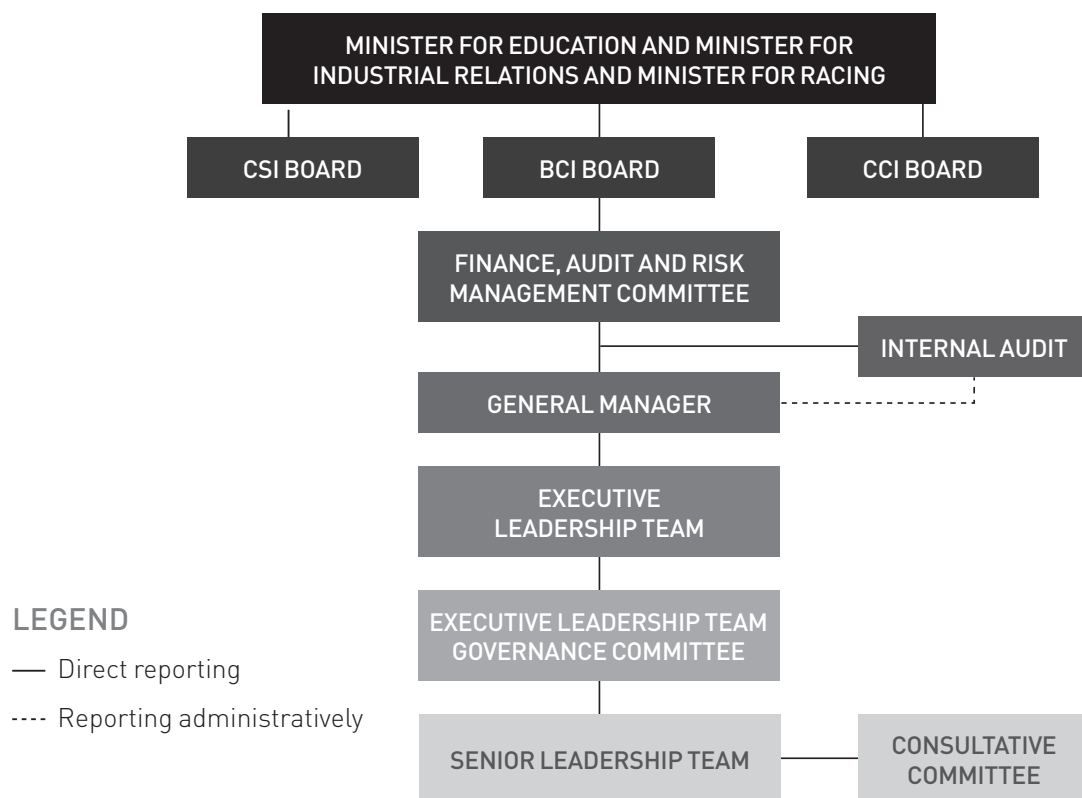 MINISTER FOR EDUCATION AND MINISTER FOR
INDUSTRIAL RELATIONS AND MINISTER FOR RACING
CSI BOARD
BCI BOARD
CCI BOARD
FINANCE, AUDIT AND RISK
MANAGEMENT COMMITTEE
INTERNAL AUDIT
GENERAL MANAGER
EXECUTIVE
LEADERSHIP TEAM
EXECUTIVE LEADERSHIP TEAM
GOVERNANCE COMMITTEE
SENIOR LEADERSHIP TEAM
CONSULTATIVE
COMMITTEE
LEGEND
Direct reporting
Reporting administratively